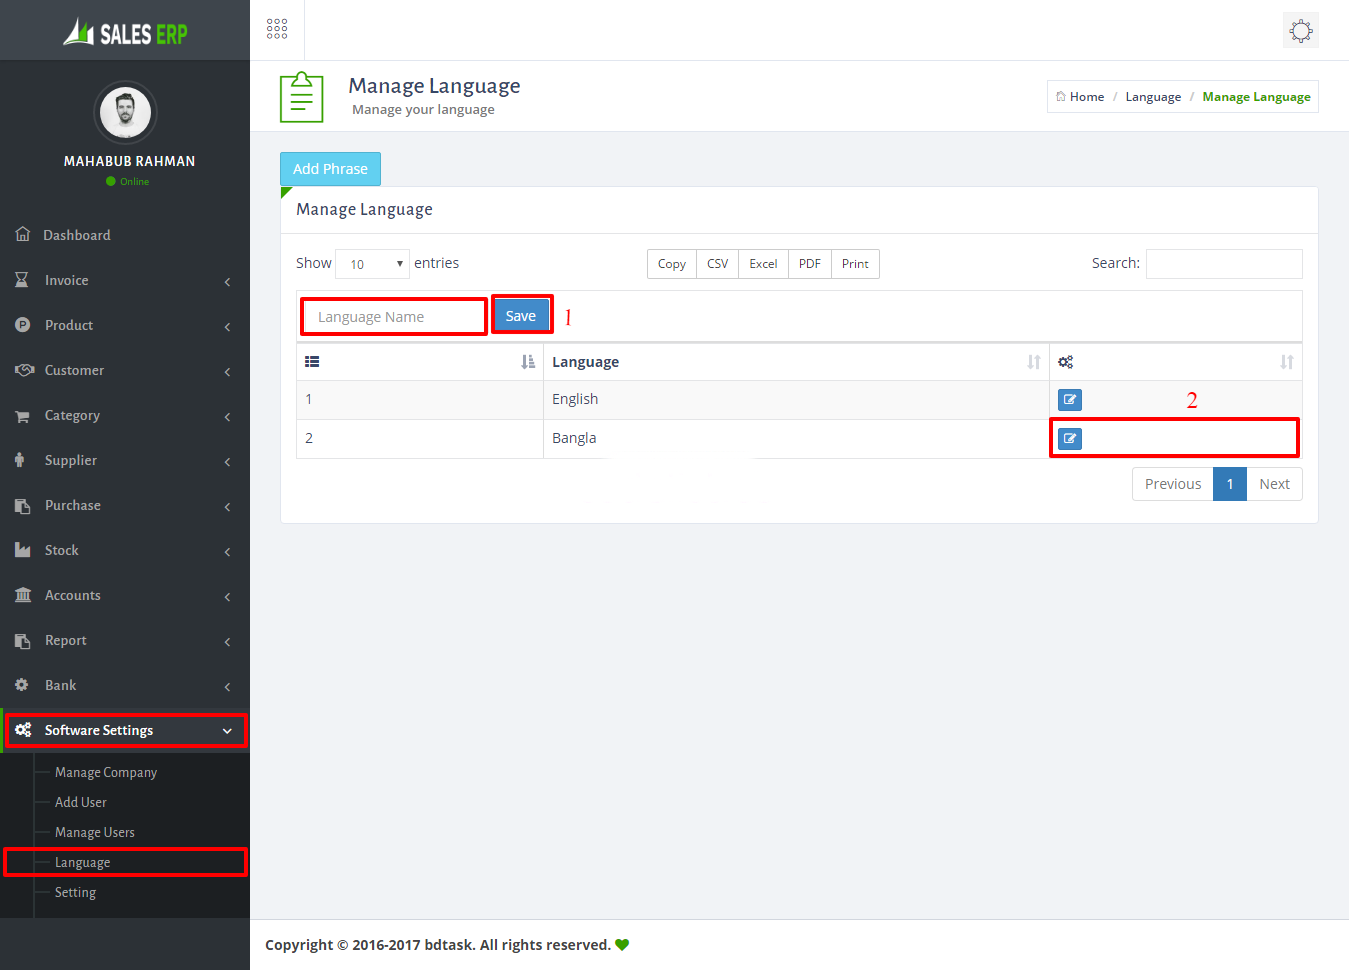 SALES ERP
MAHABUB RAHMAN
Online
Dashboard
Invoice
Product
Customer
Category
Supplier
Purchase
Stock
Accounts
Report
Bank
Software Settings
Manage Company
Add User
Manage Users
Language
Setting
Manage Language
Manage your language
Home / Language / Manage Language
Add Phrase
Manage Language
Show 10 entries
Copy CSV Excel PDF Print
Search:
Language Name Save 1
Language
1 English 2
2 Bangla
Previous 1 Next
Copyright © 2016-2017 bdtask. All rights reserved.